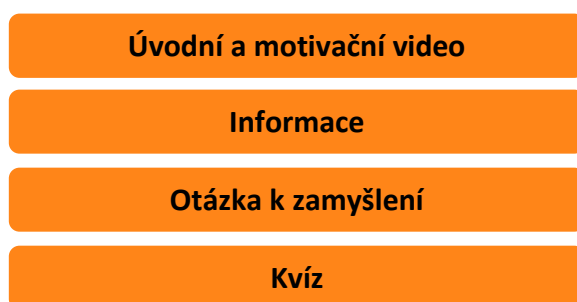 Úvodní a motivační video
Informace
Otázka k zamyšlení
Kvíz